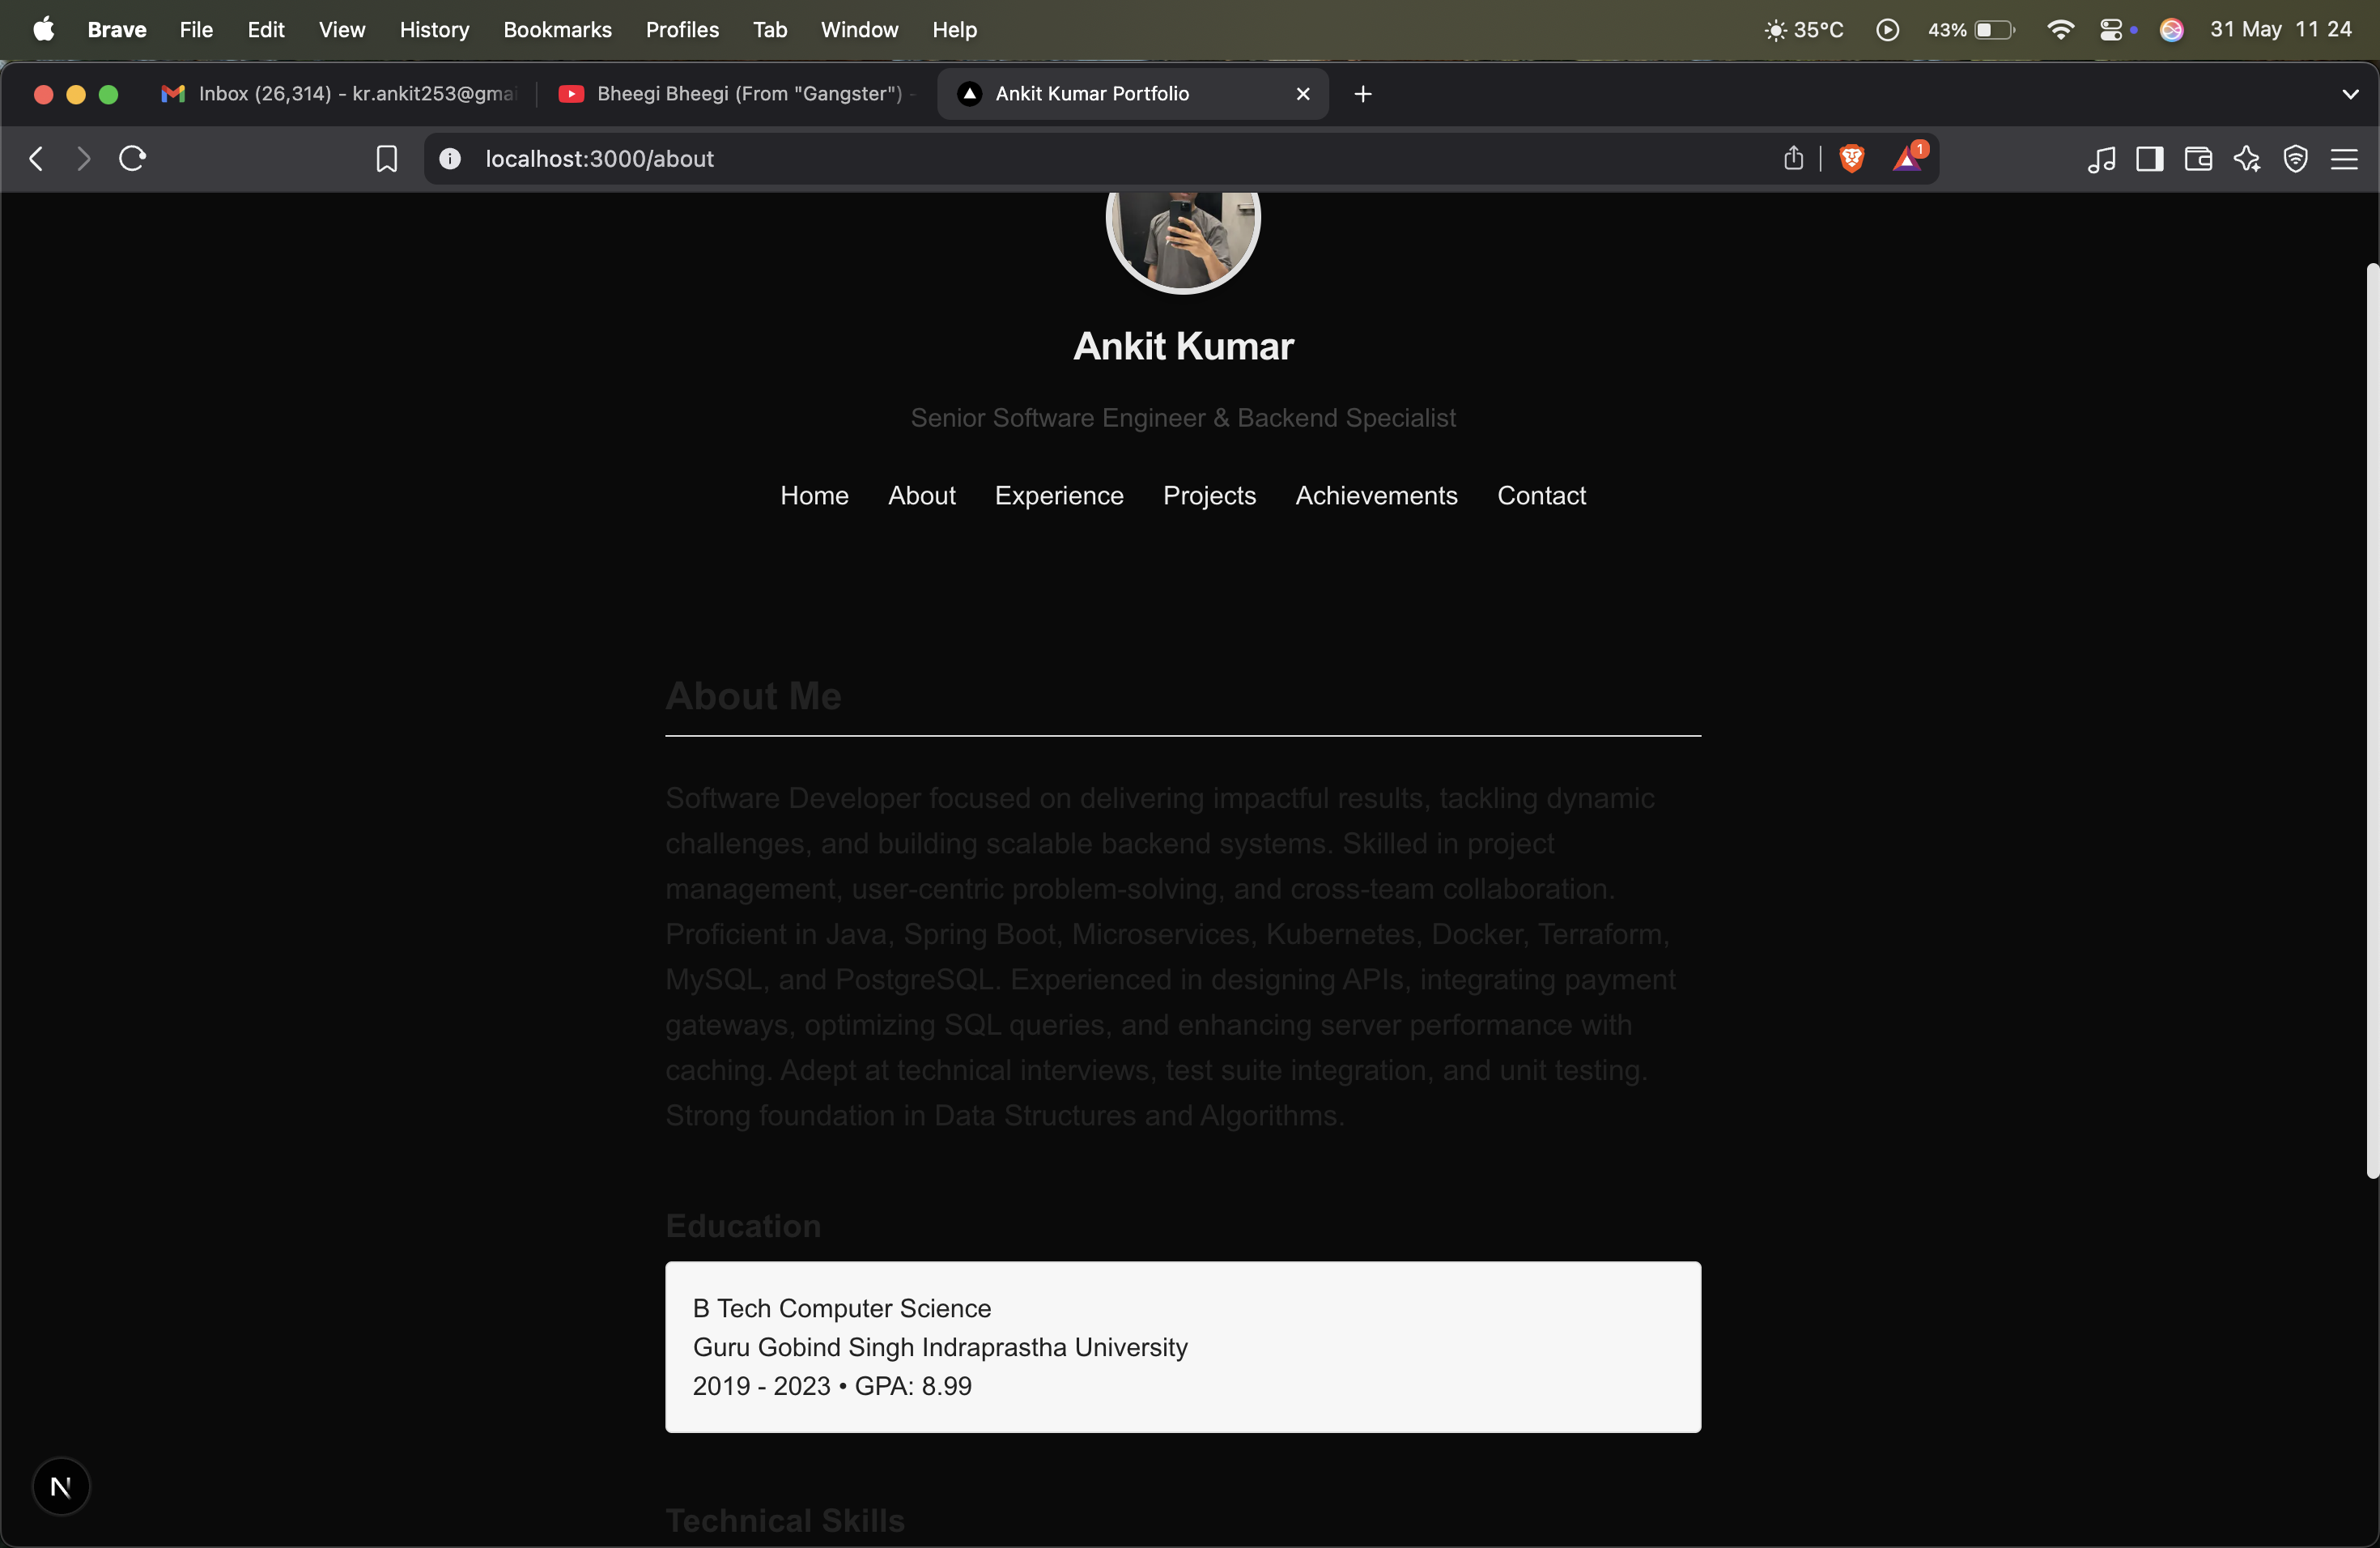 Brave File Edit View History Bookmarks Profiles Tab Window Help 35°C 43% 31 May 11 24
Inbox (26,314) - kr.ankit253@gmai Bheegi Bheegi (From "Gangster") - Ankit Kumar Portfolio
localhost:3000/about 1
Ankit Kumar
Senior Software Engineer & Backend Specialist
Home About Experience Projects Achievements Contact
About Me
Software Developer focused on delivering impactful results, tackling dynamic
challenges, and building scalable backend systems. Skilled in project
management, user-centric problem-solving, and cross-team collaboration.
Proficient in Java, Spring Boot, Microservices, Kubernetes, Docker, Terraform,
MySQL, and PostgreSQL. Experienced in designing APIs, integrating payment
gateways, optimizing SQL queries, and enhancing server performance with
caching. Adept at technical interviews, test suite integration, and unit testing.
Strong foundation in Data Structures and Algorithms.
Education
B Tech Computer Science
Guru Gobind Singh Indraprastha University
2019 - 2023 • GPA: 8.99
N
Technical Skills